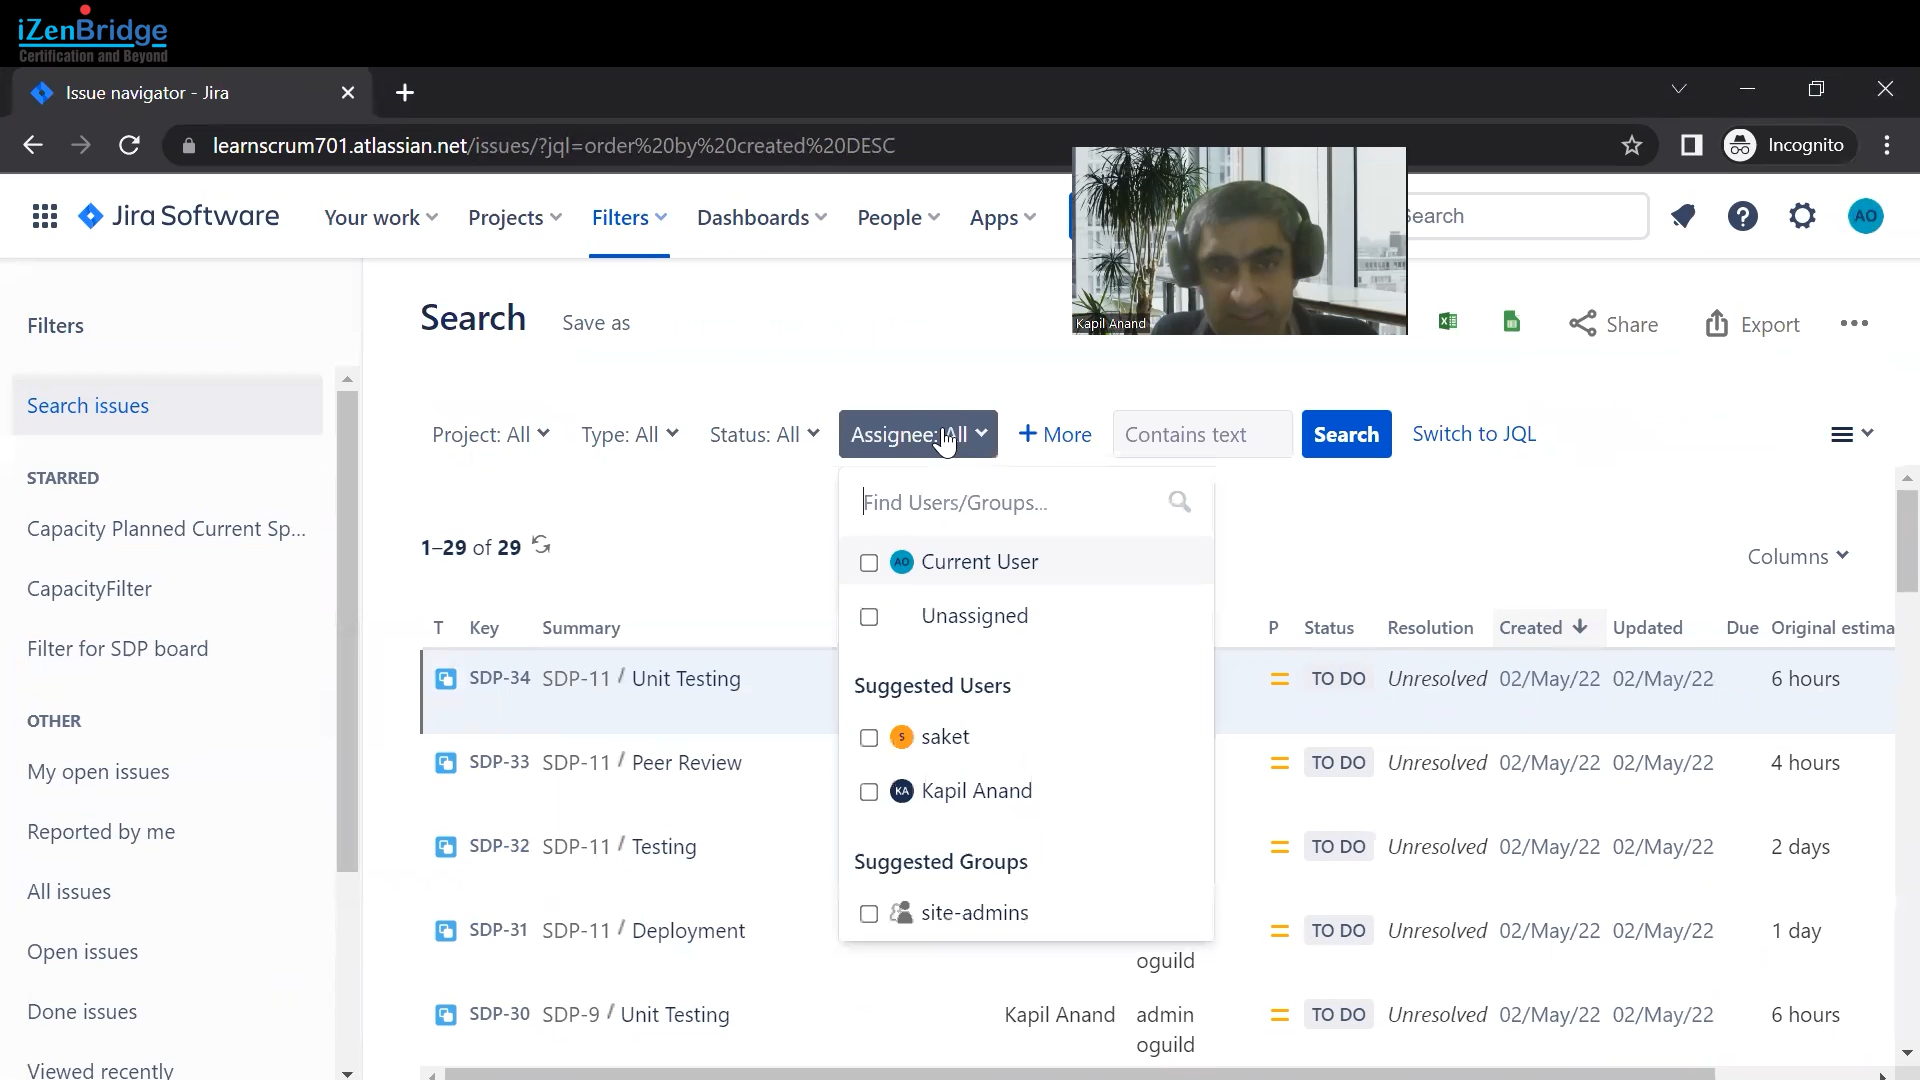 iZenBridge
Certification and Beyond
Issue navigator - Jira
learnscrum701.atlassian.net/issues/?jql=order%20by%20created%20DESC
Incognito
Jira Software
Your work
Projects
Filters
Dashboards
People
Apps
Search
AO
Kapil Anand
Filters
Search issues
STARRED
Capacity Planned Current Sp...
CapacityFilter
Filter for SDP board
OTHER
My open issues
Reported by me
All issues
Open issues
Done issues
Viewed recently
Search
Save as
Share
Export
Project: All
Type: All
Status: All
Assignee: All
+ More
Contains text
Search
Switch to JQL
1–29 of 29
Columns
Find Users/Groups...
AO Current User
Unassigned
Suggested Users
S saket
KA Kapil Anand
Suggested Groups
site-admins
T Key Summary P Status Resolution Created Updated Due Original estima
SDP-34 SDP-11 / Unit Testing TO DO Unresolved 02/May/22 02/May/22 6 hours
SDP-33 SDP-11 / Peer Review TO DO Unresolved 02/May/22 02/May/22 4 hours
SDP-32 SDP-11 / Testing TO DO Unresolved 02/May/22 02/May/22 2 days
SDP-31 SDP-11 / Deployment TO DO Unresolved 02/May/22 02/May/22 1 day
oguild
SDP-30 SDP-9 / Unit Testing Kapil Anand admin TO DO Unresolved 02/May/22 02/May/22 6 hours
oguild